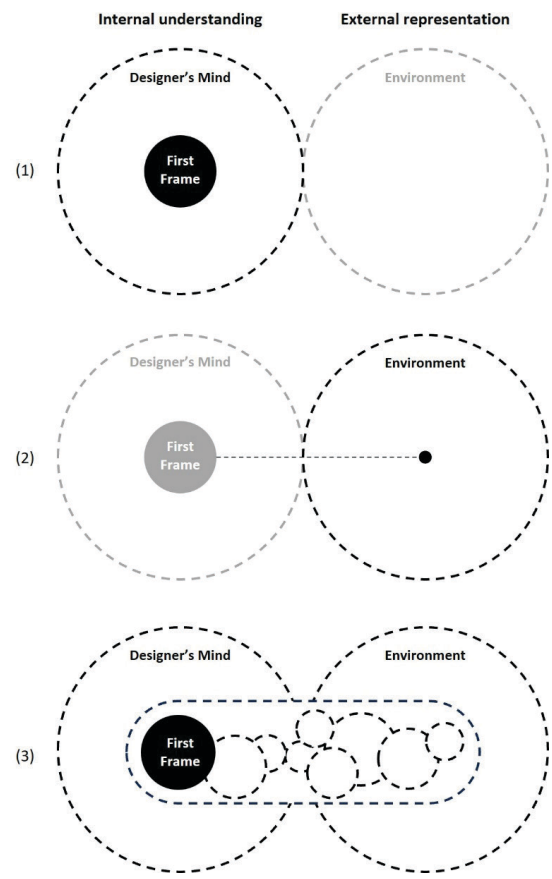 Internal understanding External representation
Designer's Mind Environment
(1) First
Frame
Designer's Mind Environment
(2) First
Frame
Designer's Mind Environment
(3) First
Frame